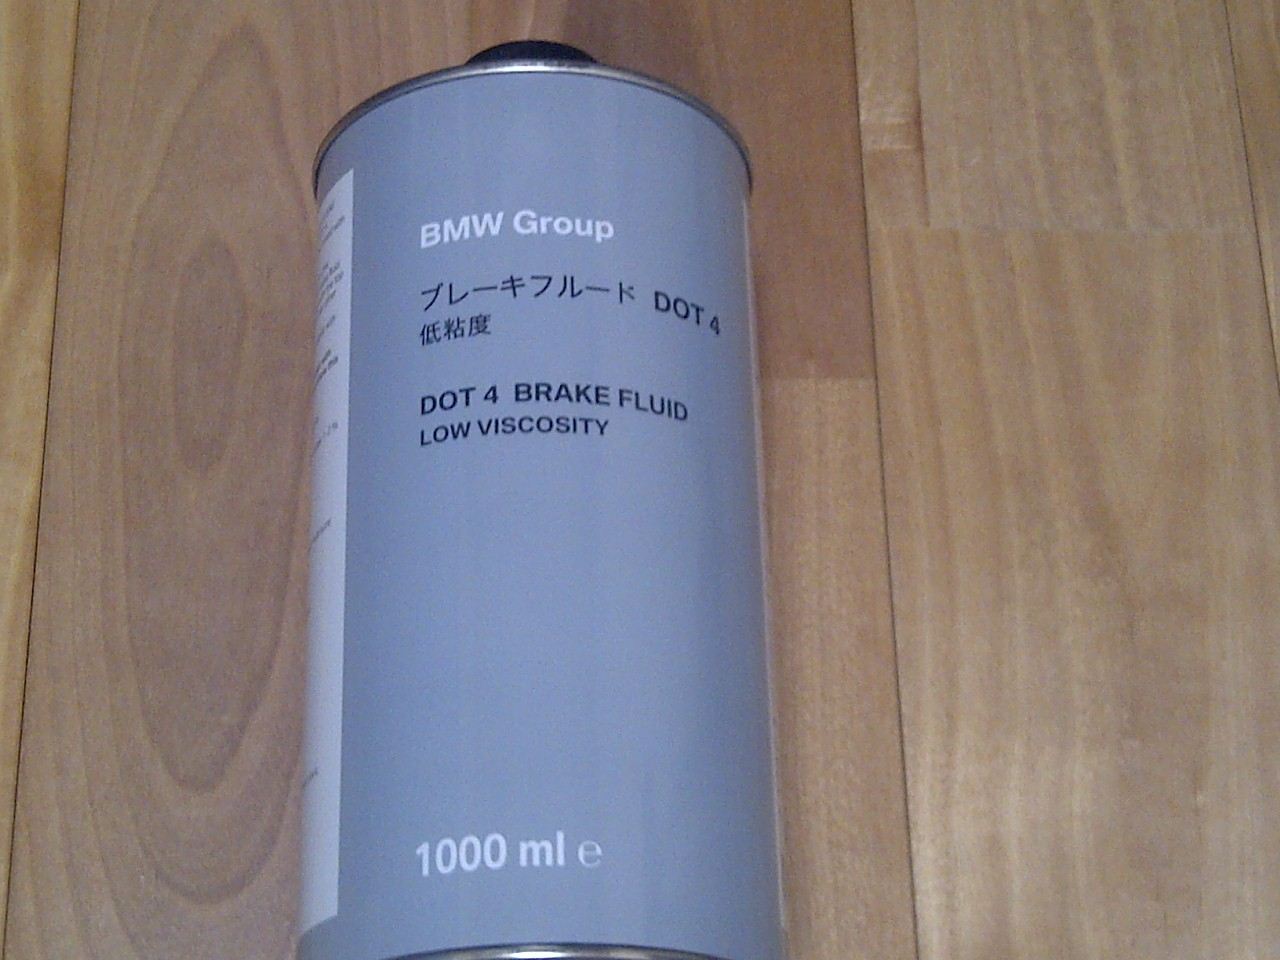 BMW Group
ブレーキフルード DOT 4
低粘度
DOT 4 BRAKE FLUID
LOW VISCOSITY
1000 ml ℮